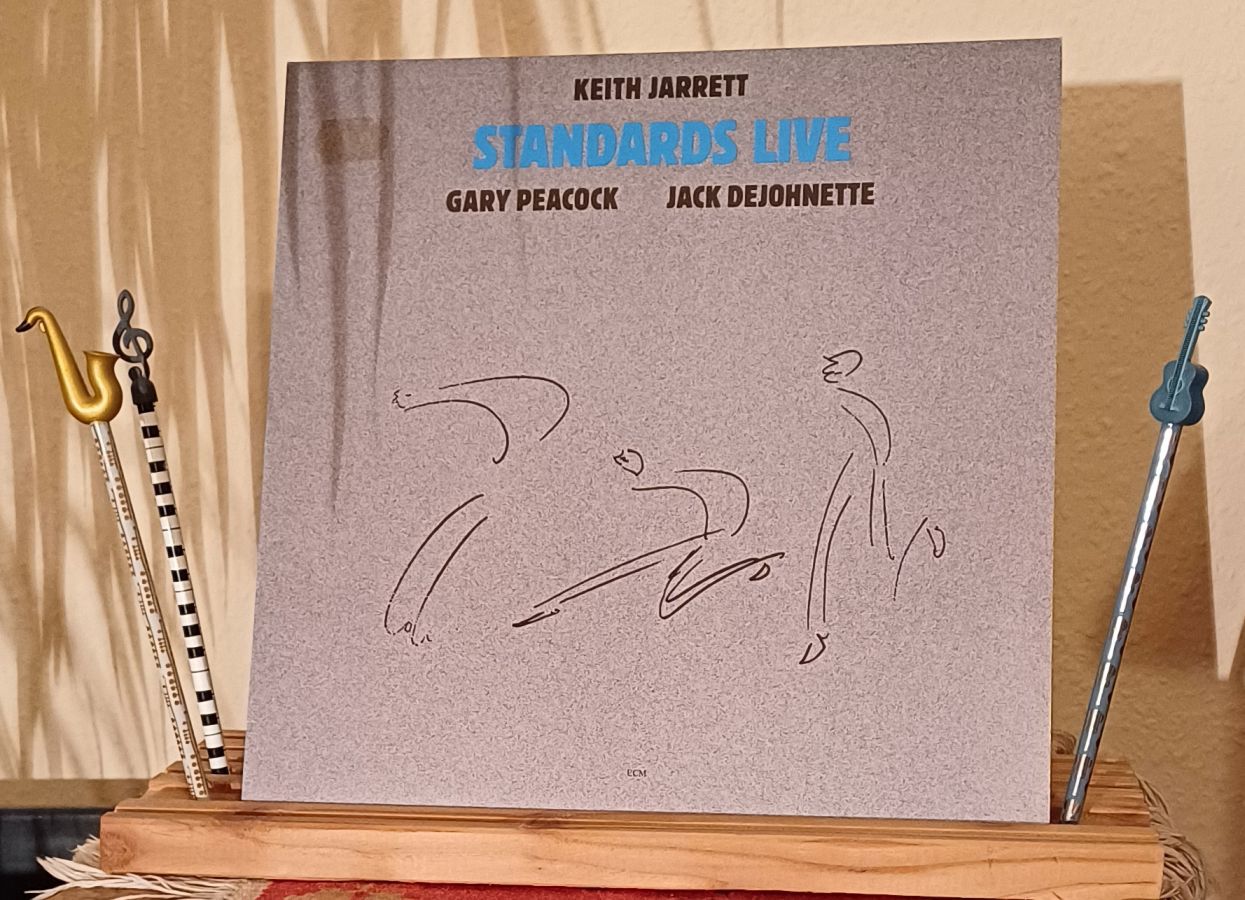 KEITH JARRETT
STANDARDS LIVE
GARY PEACOCK JACK DEJOHNETTE
ECM